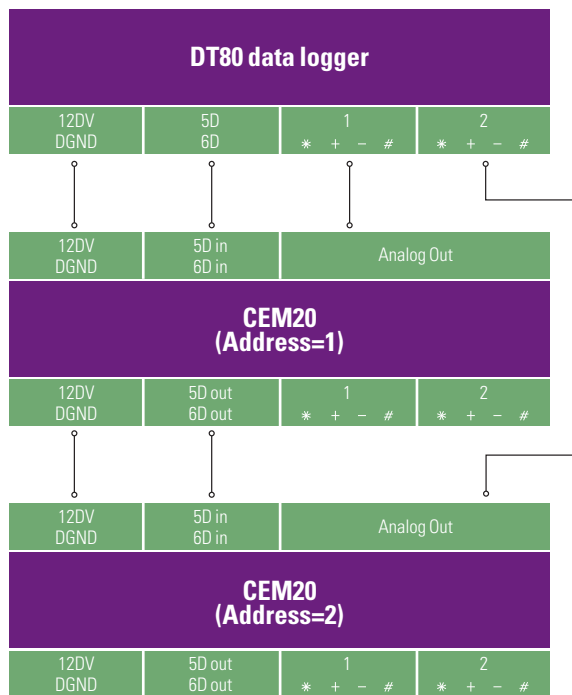 DT80 data logger
12DV 5D 1 2
DGND 6D * + – # * + – #
12DV 5D in Analog Out
DGND 6D in
CEM20
(Address=1)
12DV 5D out 1 2
DGND 6D out * + – # * + – #
12DV 5D in Analog Out
DGND 6D in
CEM20
(Address=2)
12DV 5D out 1 2
DGND 6D out * + – # * + – #